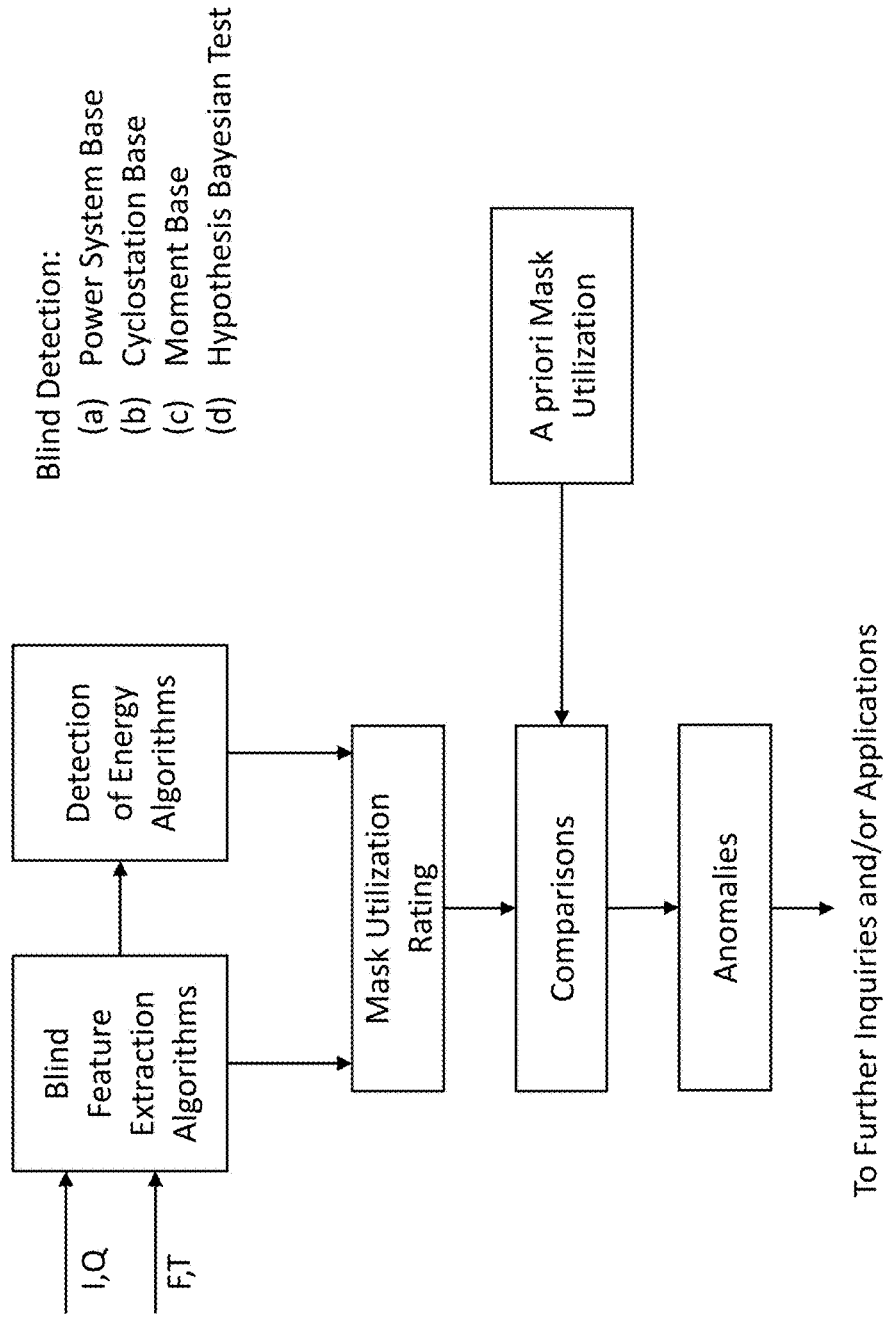 I,Q
F,T
Blind
Feature
Extraction
Algorithms
Detection
of Energy
Algorithms
Blind Detection:
(a) Power System Base
(b) Cyclostation Base
(c) Moment Base
(d) Hypothesis Bayesian Test
Mask Utilization
Rating
Comparisons
A priori Mask
Utilization
Anomalies
To Further Inquiries and/or Applications